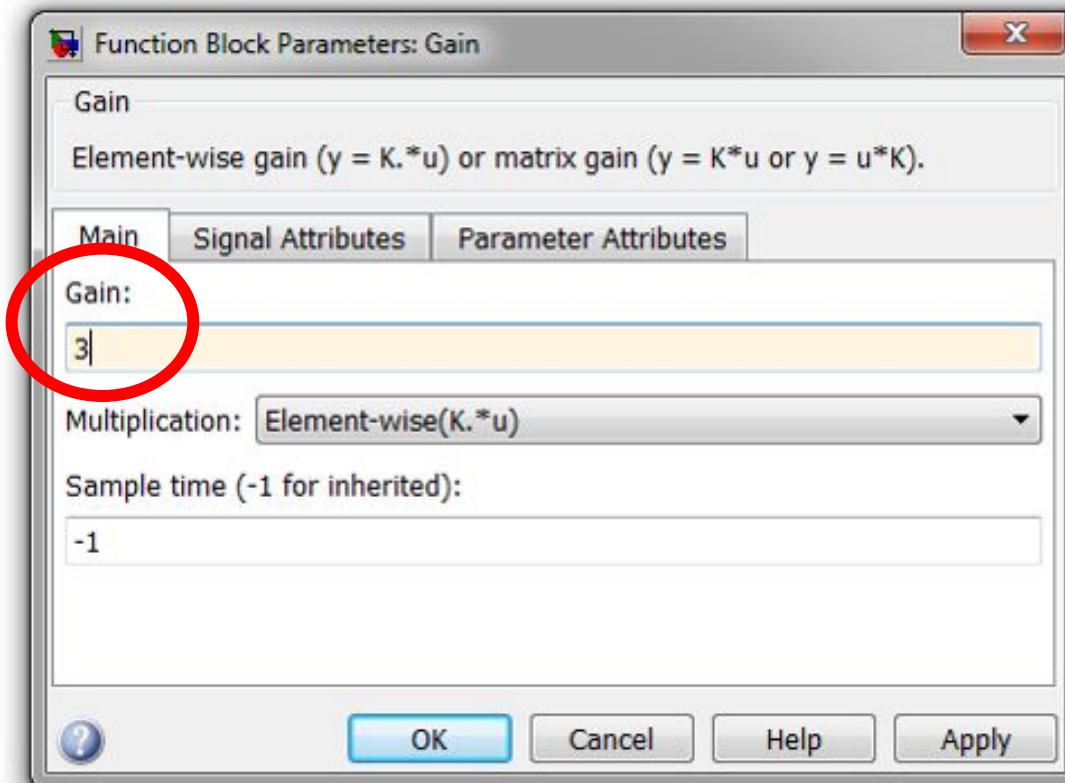 Function Block Parameters: Gain
X
Gain
Element-wise gain (y = K.*u) or matrix gain (y = K*u or y = u*K).
Main Signal Attributes Parameter Attributes
Gain:
3
Multiplication: Element-wise(K.*u)
Sample time (-1 for inherited):
-1
? OK Cancel Help Apply